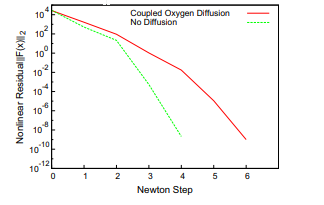 Coupled Oxygen Diffusion
No Diffusion
Nonlinear Residual||F(x)||2
10^4
10^2
10^0
10^-2
10^-4
10^-6
10^-8
10^-10
10^-12
0 1 2 3 4 5 6
Newton Step